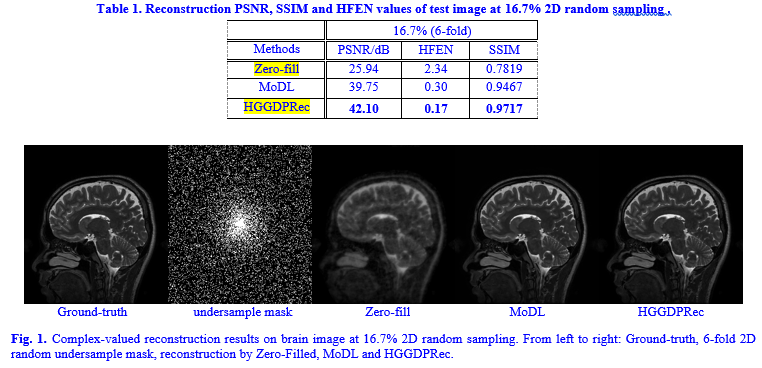 Table 1. Reconstruction PSNR, SSIM and HFEN values of test image at 16.7% 2D random sampling .
16.7% (6-fold)
Methods PSNR/dB HFEN SSIM
Zero-fill 25.94 2.34 0.7819
MoDL 39.75 0.30 0.9467
HGGDPRec 42.10 0.17 0.9717
Ground-truth undersample mask Zero-fill MoDL HGGDPRec
Fig. 1. Complex-valued reconstruction results on brain image at 16.7% 2D random sampling. From left to right: Ground-truth, 6-fold 2D
random undersample mask, reconstruction by Zero-Filled, MoDL and HGGDPRec.